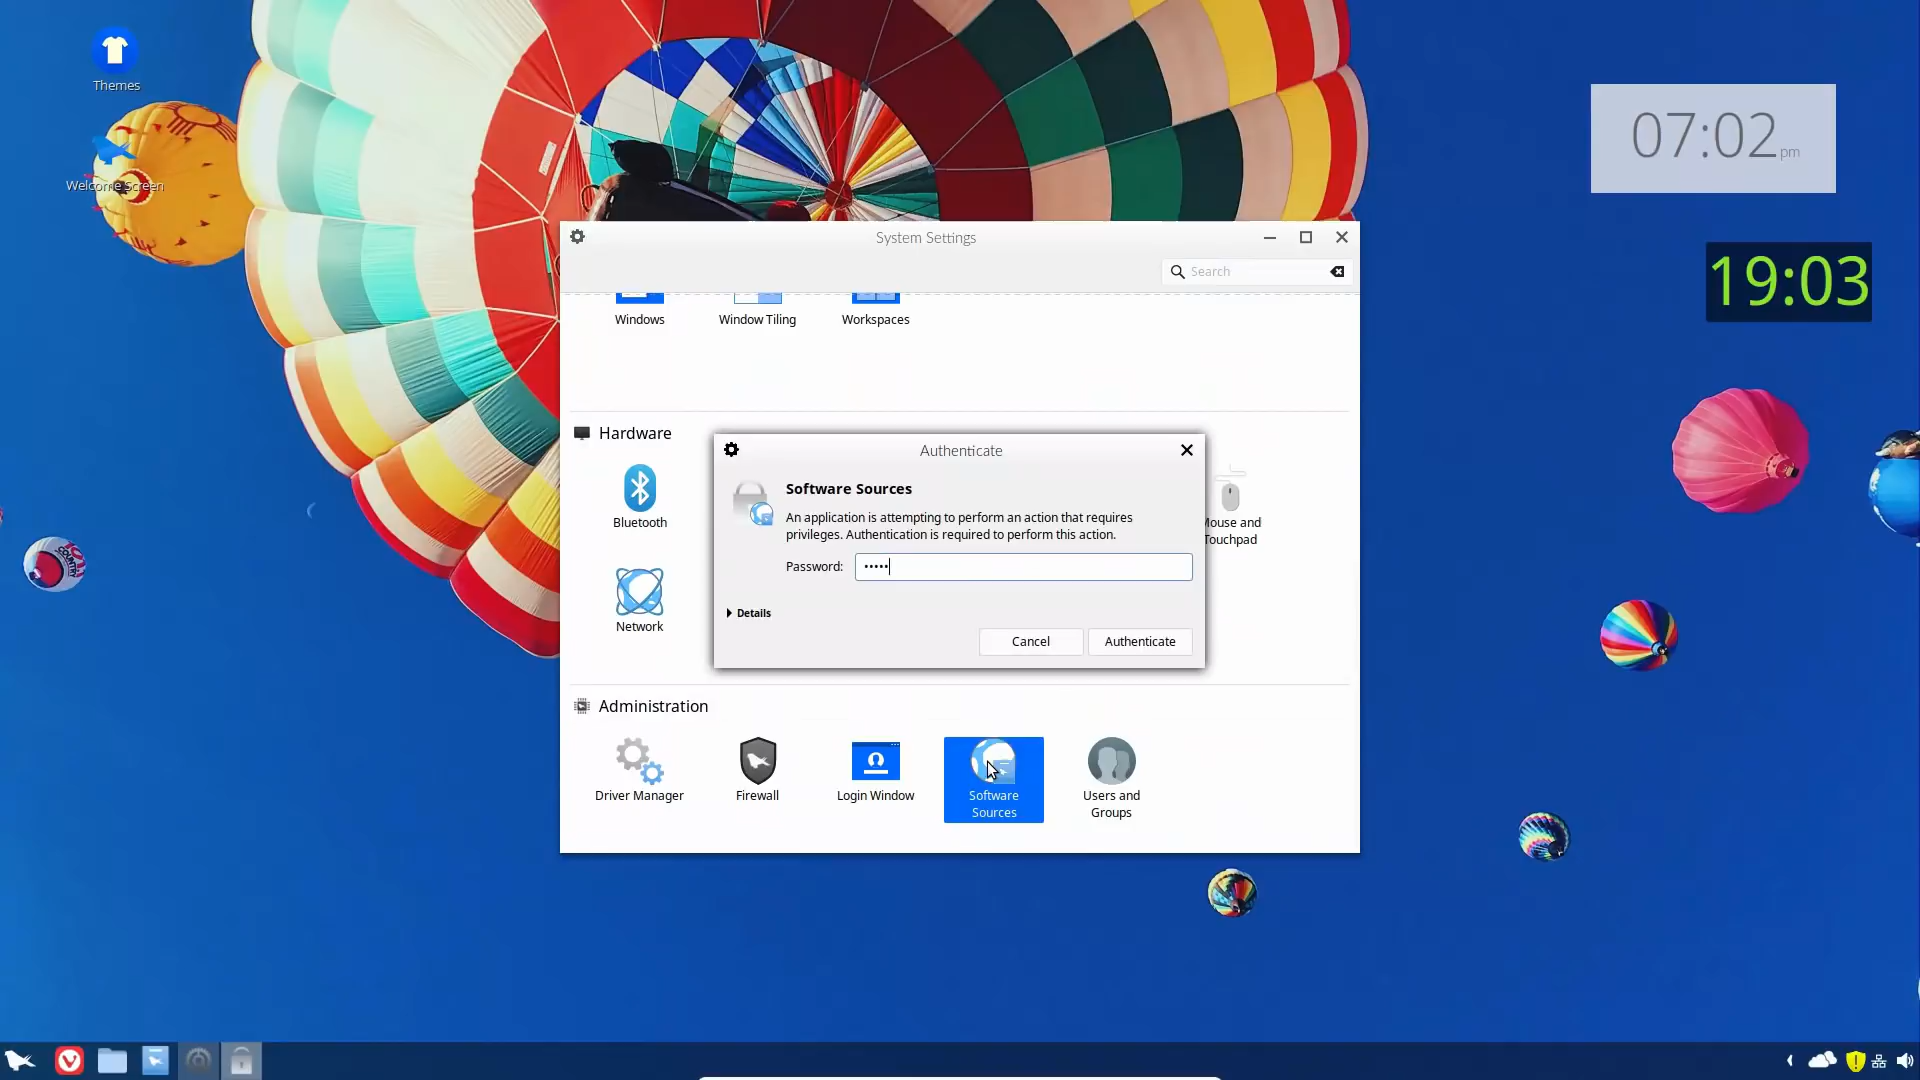 Themes
Welcome Screen
07:02 pm
19:03
System Settings
Search
Windows
Window Tiling
Workspaces
Hardware
Bluetooth
Network
Mouse and
Touchpad
Authenticate
Software Sources
An application is attempting to perform an action that requires
privileges. Authentication is required to perform this action.
Password: •••••
Details
Cancel
Authenticate
Administration
Driver Manager
Firewall
Login Window
Software
Sources
Users and
Groups